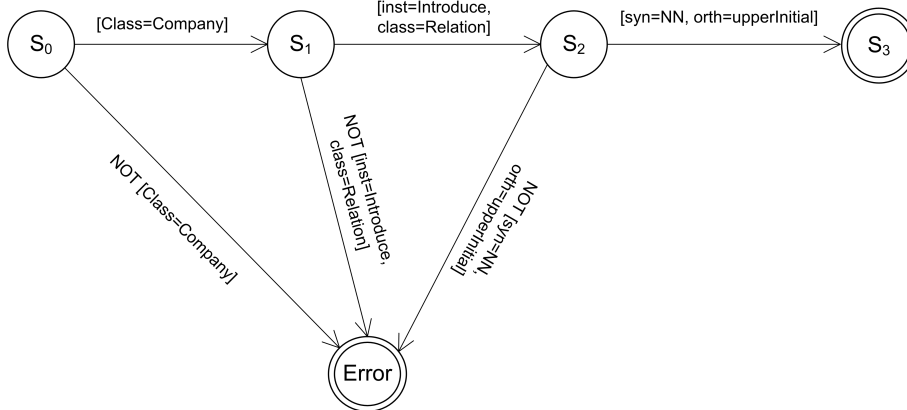 [Class=Company]
[inst=Introduce,
class=Relation]
[syn=NN, orth=upperInitial]
S0
S1
S2
S3
NOT [Class=Company]
NOT [inst=Introduce,
class=Relation]
NOT [syn=NN,
orth=upperInitial]
Error